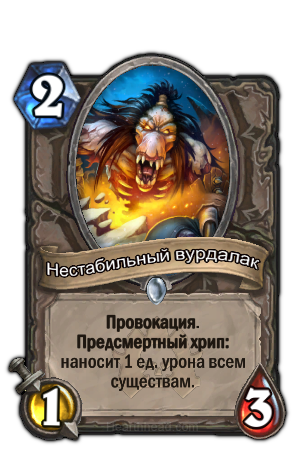 2
Нестабильный вурдалак
Провокация.
Предсмертный хрип:
наносит 1 ед. урона всем
существам.
1
3